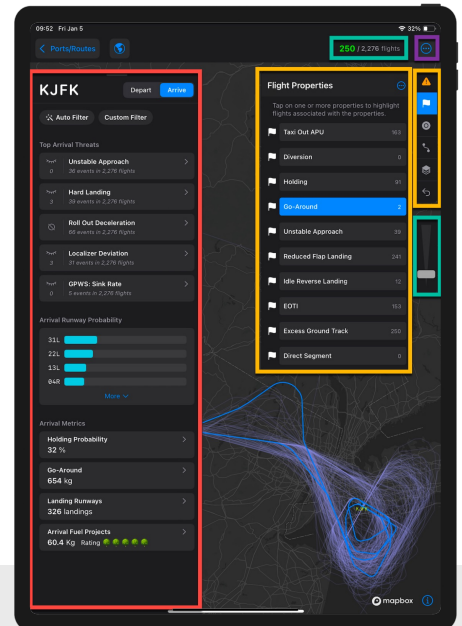 09:52 Fri Jan 5
32%
Ports/Routes
250 / 2,276 flights
KJFK
Depart
Arrive
Auto Filter
Custom Filter
Top Arrival Threats
Unstable Approach
0
36 events in 2,276 flights
Hard Landing
3
39 events in 2,276 flights
Roll Out Deceleration
66 events in 2,276 flights
Localizer Deviation
3
31 events in 2,276 flights
GPWS: Sink Rate
0
5 events in 2,276 flights
Arrival Runway Probability
31L
22L
13L
04R
More
Arrival Metrics
Holding Probability
32 %
Go-Around
654 kg
Landing Runways
326 landings
Arrival Fuel Projects
60.4 Kg Rating
Flight Properties
Tap on one or more properties to highlight
flights associated with the properties.
Taxi Out APU 163
Diversion 0
Holding 91
Go-Around 2
Unstable Approach 39
Reduced Flap Landing 241
Idle Reverse Landing 12
EOTI 153
Excess Ground Track 250
Direct Segment 0
KJFK
mapbox